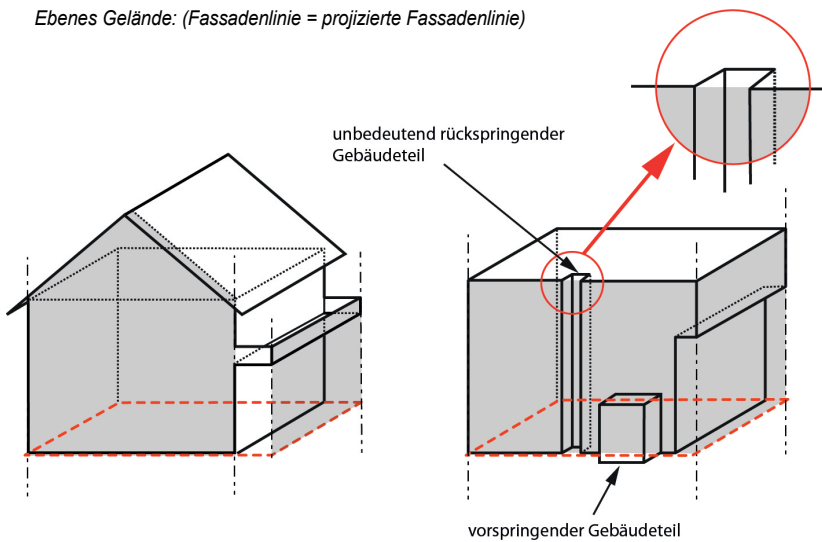 Ebenes Gelände: (Fassadenlinie = projizierte Fassadenlinie)
unbedeutend rückspringender
Gebäudeteil
vorspringender Gebäudeteil